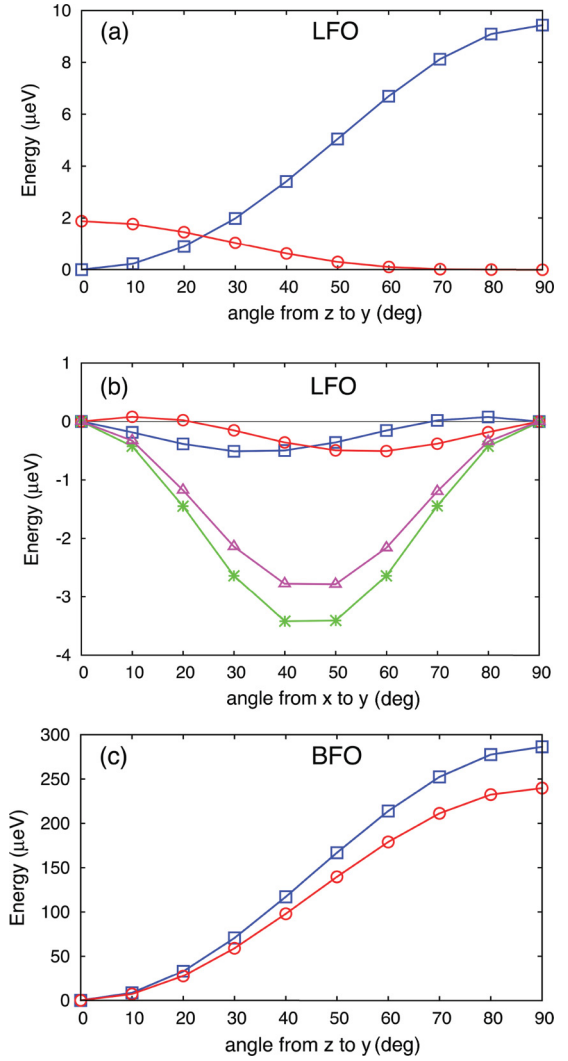 (a) LFO
10
8
6
4
2
0
Energy (μeV)
0 10 20 30 40 50 60 70 80 90
angle from z to y (deg)
(b) LFO
1
0
-1
-2
-3
-4
Energy (μeV)
0 10 20 30 40 50 60 70 80 90
angle from x to y (deg)
(c) BFO
300
250
200
150
100
50
0
Energy (μeV)
0 10 20 30 40 50 60 70 80 90
angle from z to y (deg)